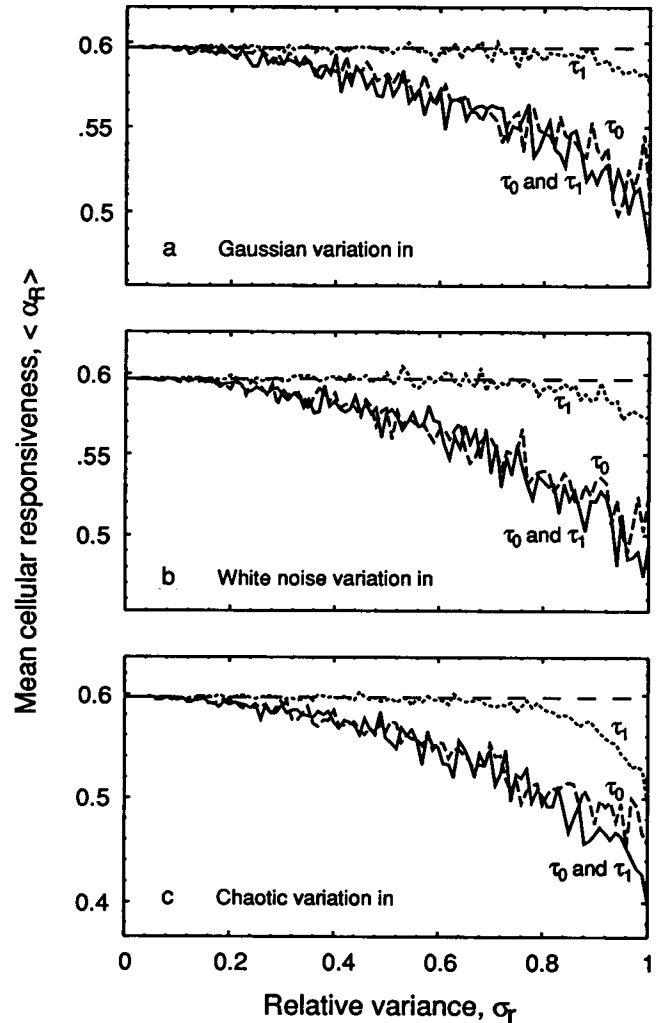 Mean cellular responsiveness, < α_R >
0.6
.55
0.5
τ₁
τ₀
τ₀ and τ₁
a Gaussian variation in
0.6
.55
0.5
τ₁
τ₀
τ₀ and τ₁
b White noise variation in
0.6
0.5
0.4
τ₁
τ₀
τ₀ and τ₁
c Chaotic variation in
0 0.2 0.4 0.6 0.8 1
Relative variance, σ_r